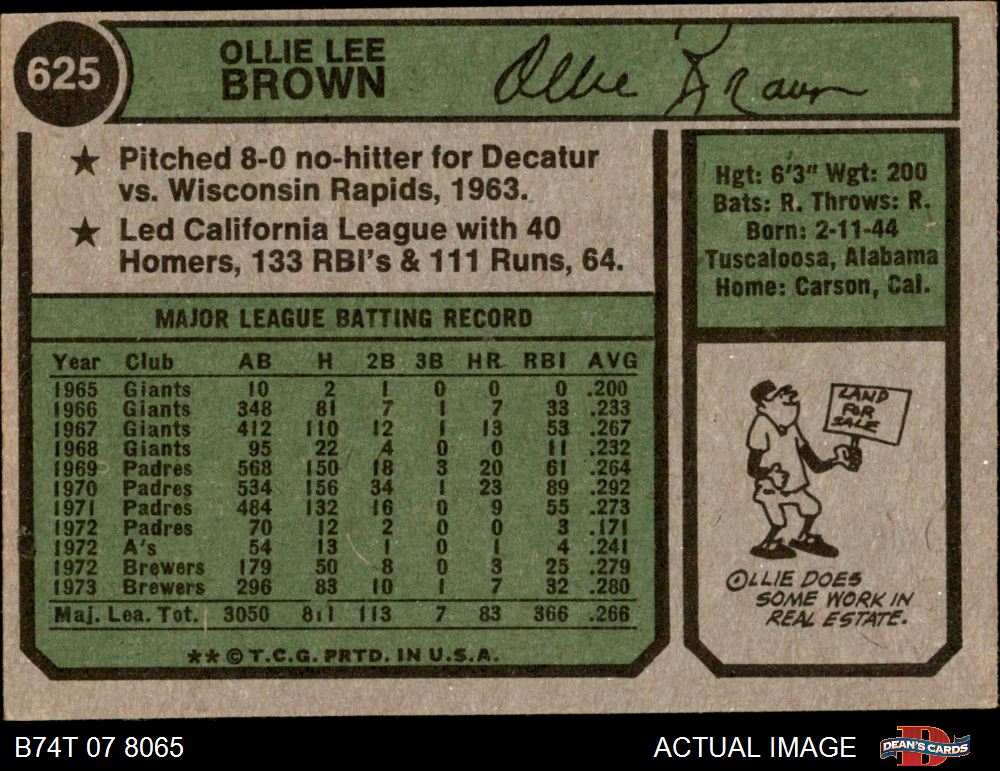 625
OLLIE LEE
BROWN
Ollie Brown
★ Pitched 8-0 no-hitter for Decatur
vs. Wisconsin Rapids, 1963.
★ Led California League with 40
Homers, 133 RBI's & 111 Runs, 64.
Hgt: 6'3" Wgt: 200
Bats: R. Throws: R.
Born: 2-11-44
Tuscaloosa, Alabama
Home: Carson, Cal.
MAJOR LEAGUE BATTING RECORD
Year Club AB H 2B 3B HR RBI AVG
1965 Giants 10 2 1 0 0 0 .200
1966 Giants 348 81 7 1 7 33 .233
1967 Giants 412 110 12 1 13 53 .267
1968 Giants 95 22 4 0 0 11 .232
1969 Padres 568 150 18 3 20 61 .264
1970 Padres 534 156 34 1 23 89 .292
1971 Padres 484 132 16 0 9 55 .273
1972 Padres 70 12 2 0 0 3 .171
1972 A's 54 13 1 0 1 4 .241
1972 Brewers 179 50 8 0 3 25 .279
1973 Brewers 296 83 10 1 7 32 .280
Maj. Lea. Tot. 3050 811 113 7 83 366 .266
** © T.C.G. PRTD. IN U.S.A.
LAND
FOR
SALE
OLLIE DOES
SOME WORK IN
REAL ESTATE.
B74T 07 8065
ACTUAL IMAGE
DEAN'S CARDS